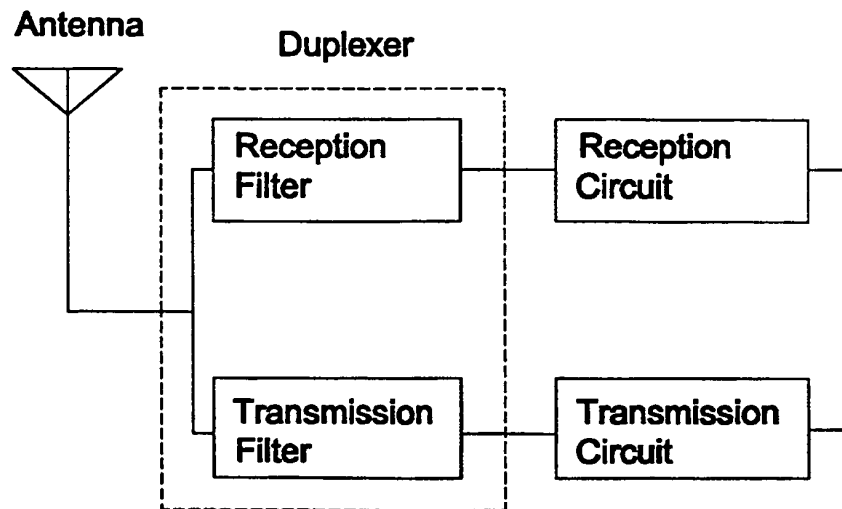 Antenna
Duplexer
Reception
Filter
Reception
Circuit
Transmission
Filter
Transmission
Circuit